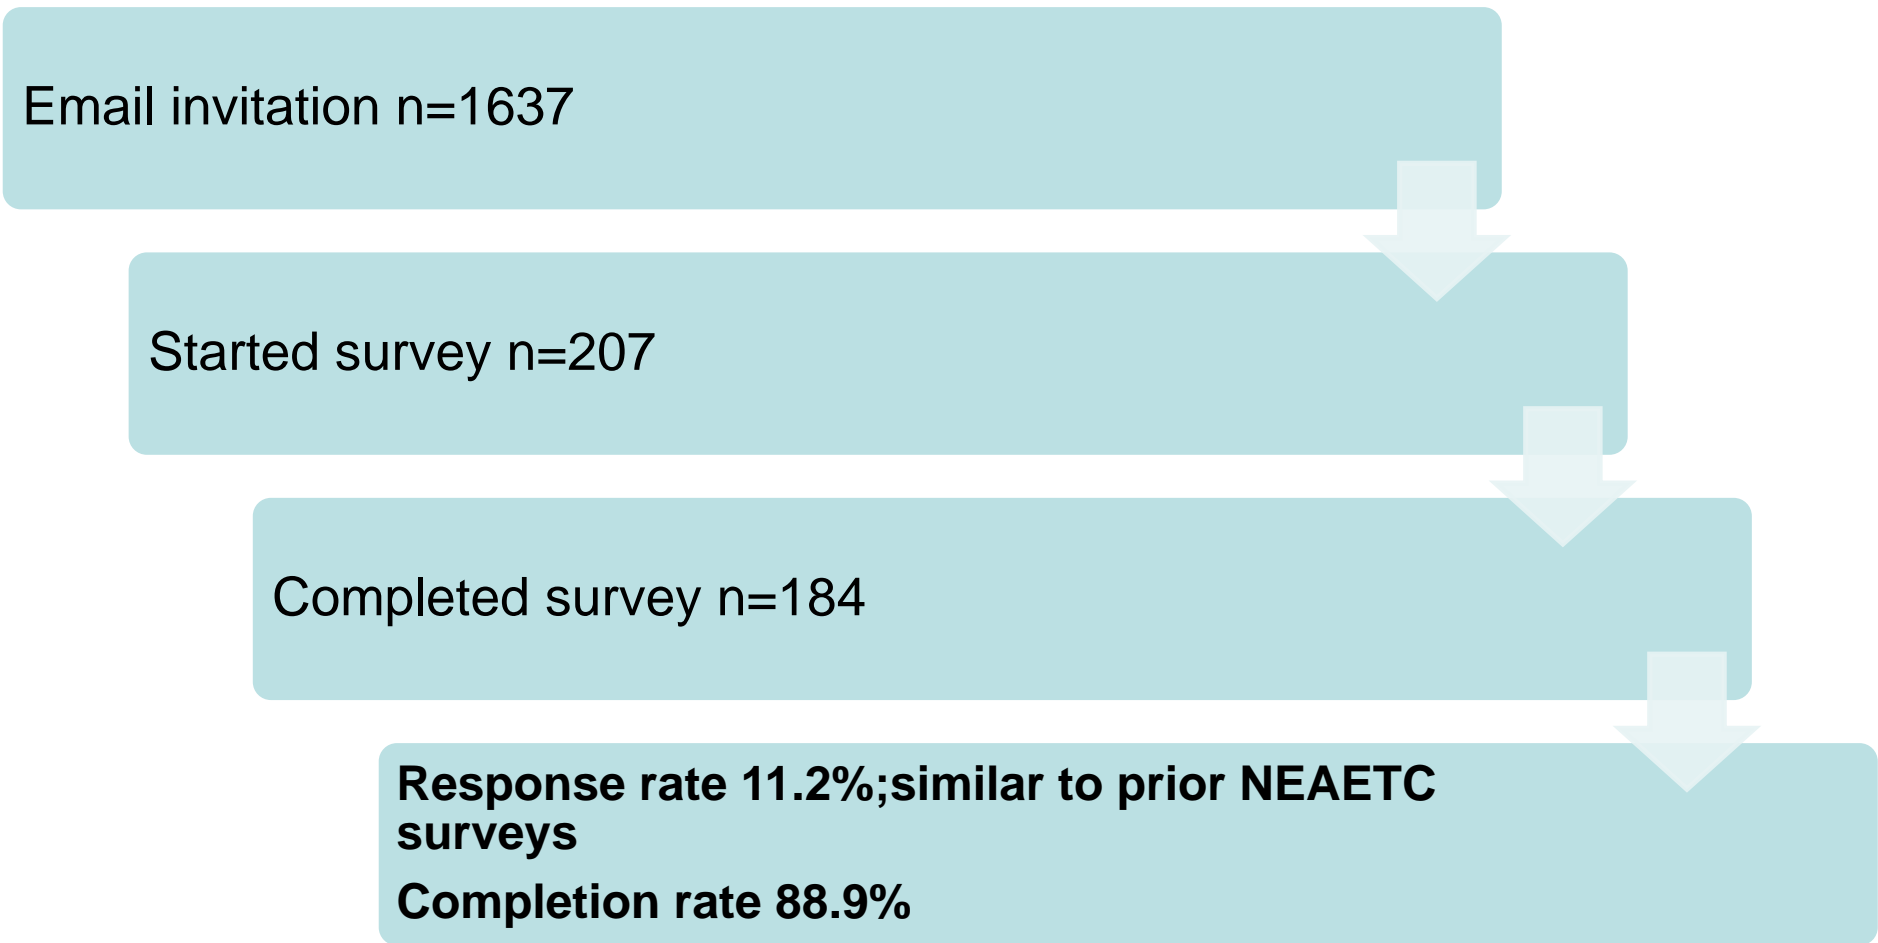 Email invitation n=1637
Started survey n=207
Completed survey n=184
Response rate 11.2%;similar to prior NEAETC
surveys
Completion rate 88.9%